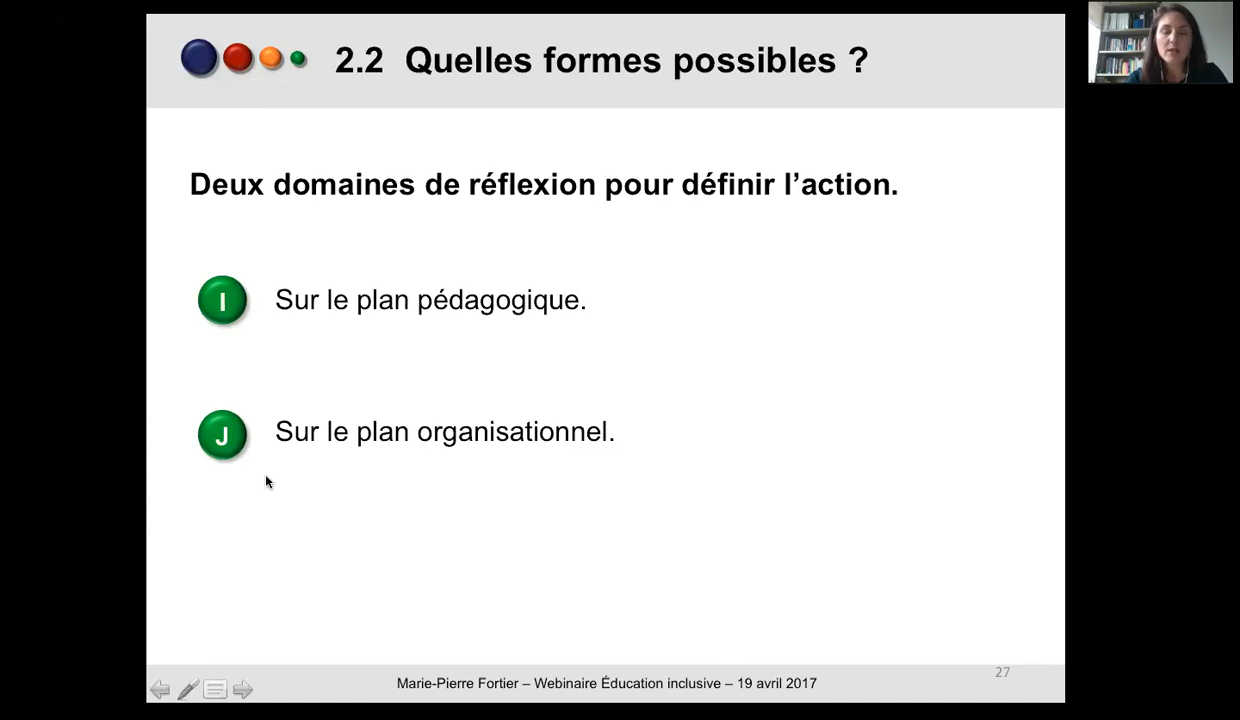 2.2 Quelles formes possibles ?
Deux domaines de réflexion pour définir l’action.
I Sur le plan pédagogique.
J Sur le plan organisationnel.
27
Marie-Pierre Fortier – Webinaire Éducation inclusive – 19 avril 2017